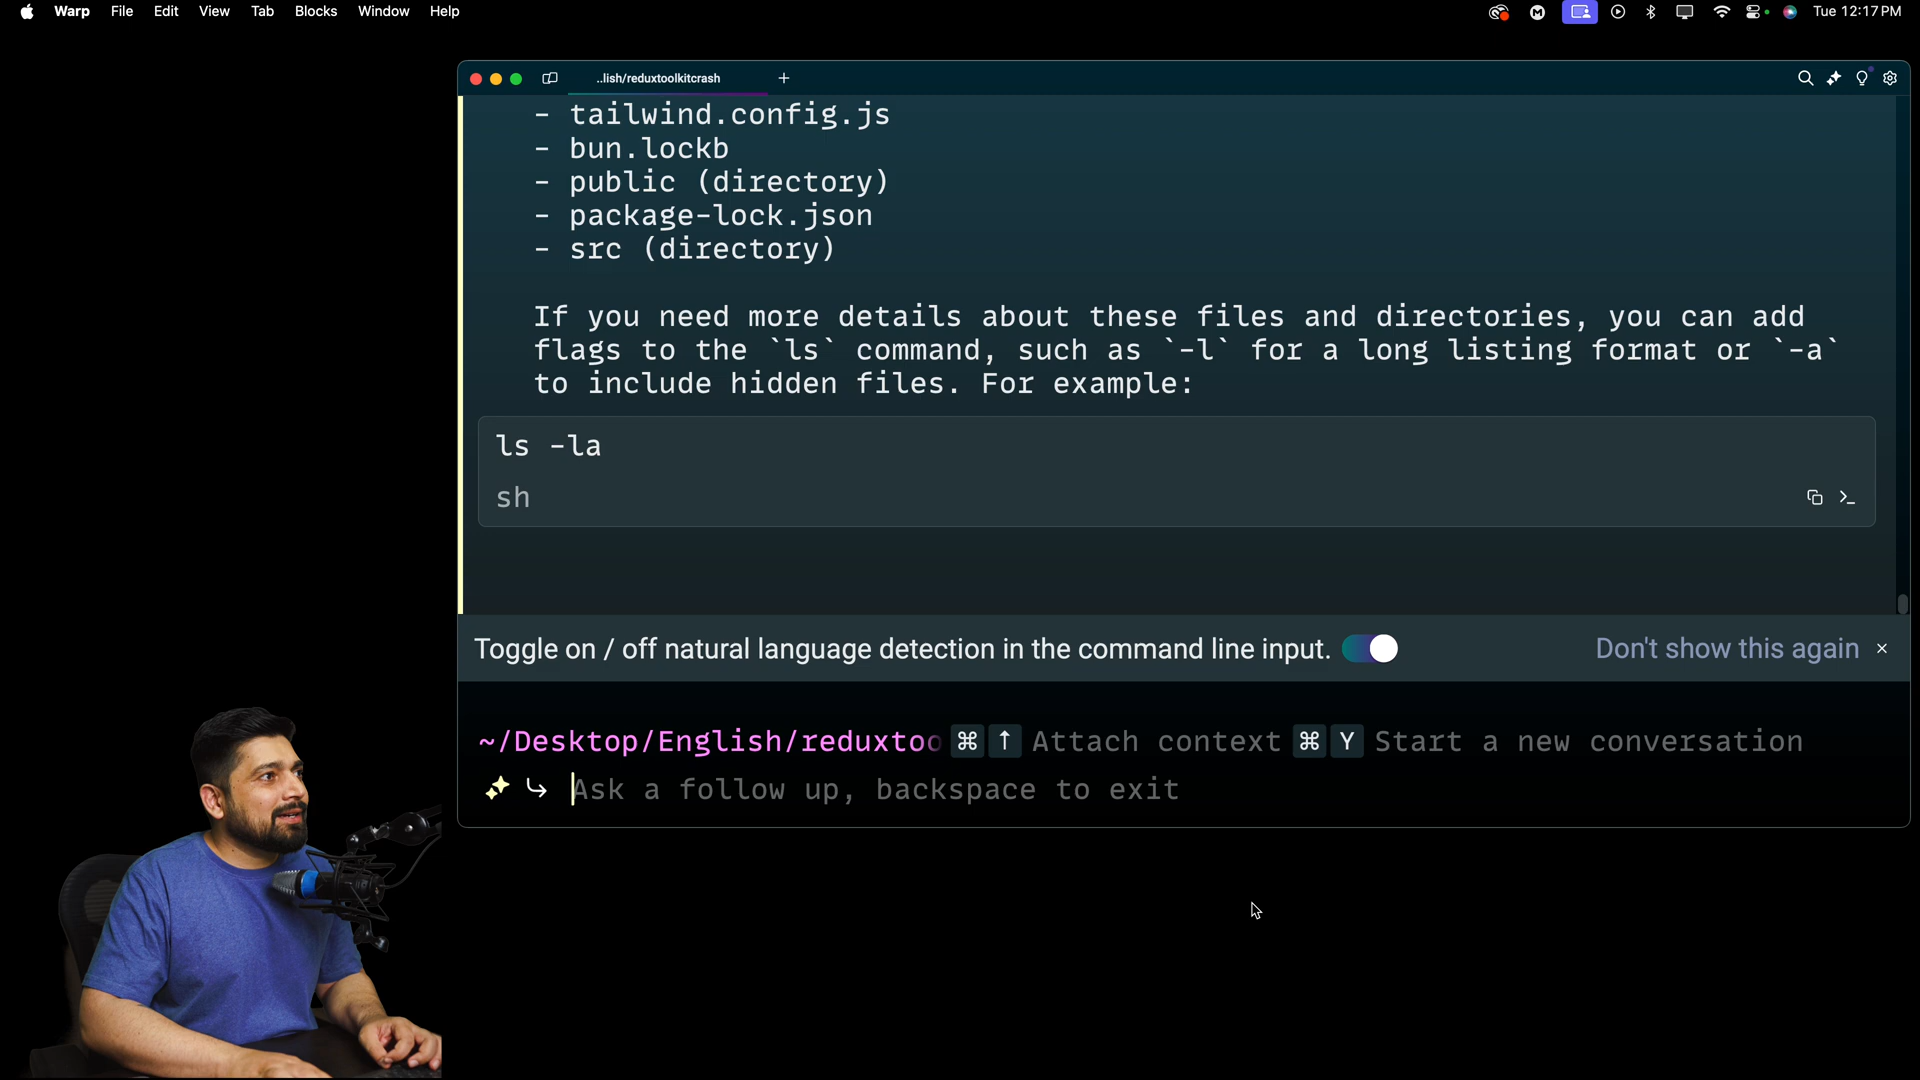 Warp File Edit View Tab Blocks Window Help
Tue 12:17 PM
..lish/reduxtoolkitcrash
- tailwind.config.js
- bun.lockb
- public (directory)
- package-lock.json
- src (directory)
If you need more details about these files and directories, you can add
flags to the `ls` command, such as `-l` for a long listing format or `-a`
to include hidden files. For example:
ls -la
sh
Toggle on / off natural language detection in the command line input.
Don't show this again
~/Desktop/English/reduxtoo ⌘ ↑ Attach context ⌘ Y Start a new conversation
Ask a follow up, backspace to exit